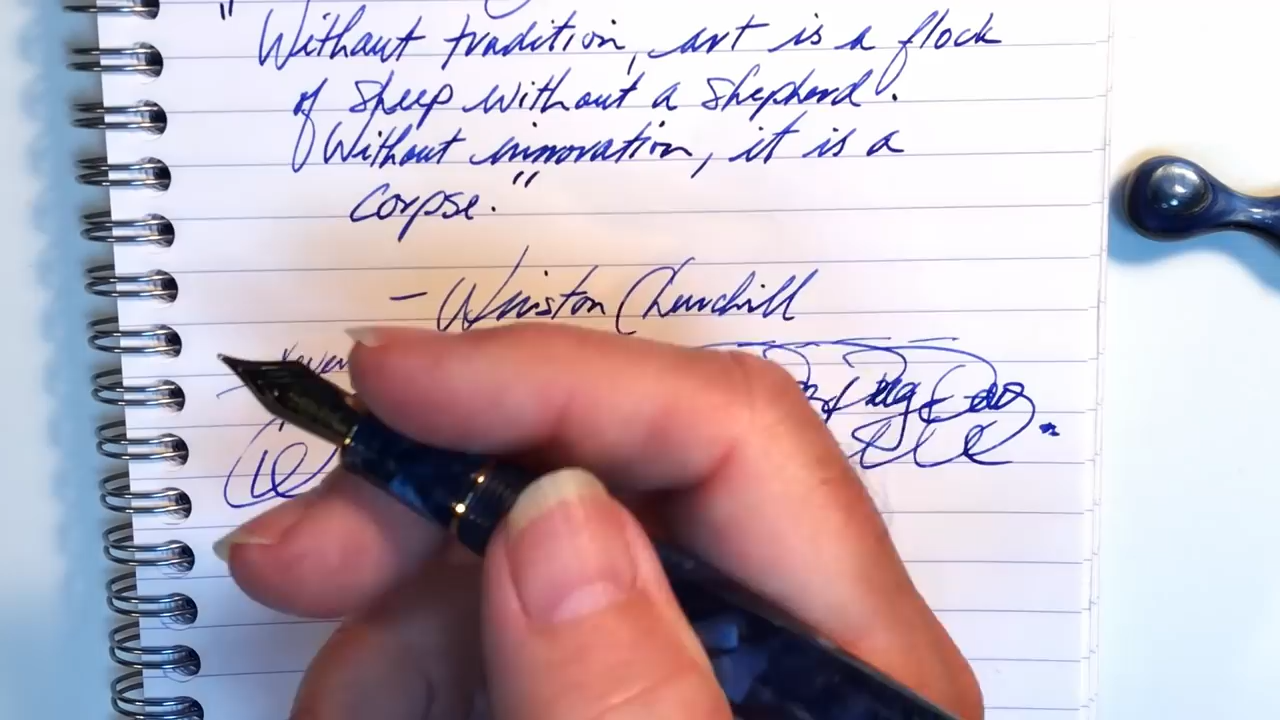 "Without tradition, art is a flock
of sheep without a shepherd.
Without innovation, it is a
corpse."
- Winston Churchill